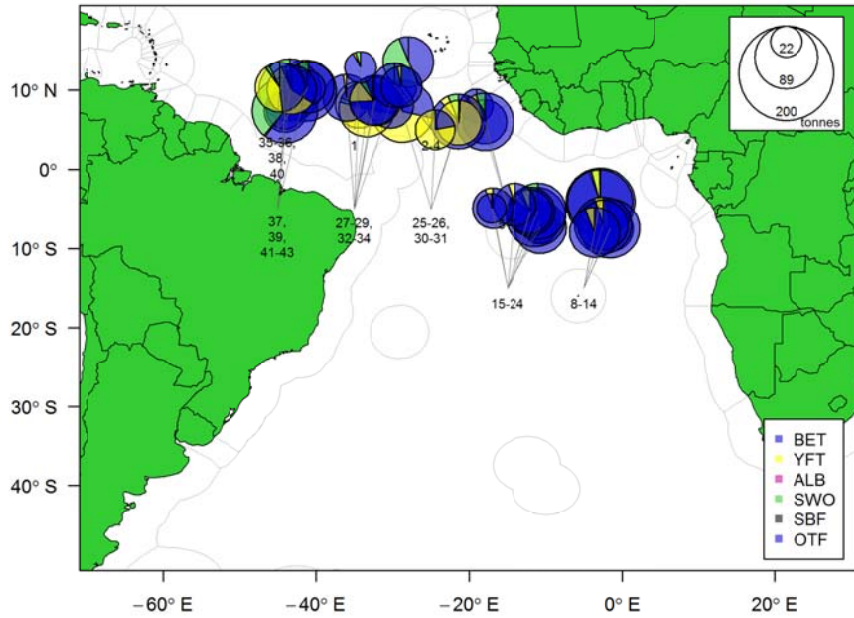 22
89
200
tonnes
10° N
0°
10° S
20° S
30° S
40° S
35-36,
38,
40
1
2-4
37,
39,
41-43
27-29,
32-34
25-26,
30-31
15-24
8-14
BET
YFT
ALB
SWO
SBF
OTF
−60° E
−40° E
−20° E
0° E
20° E